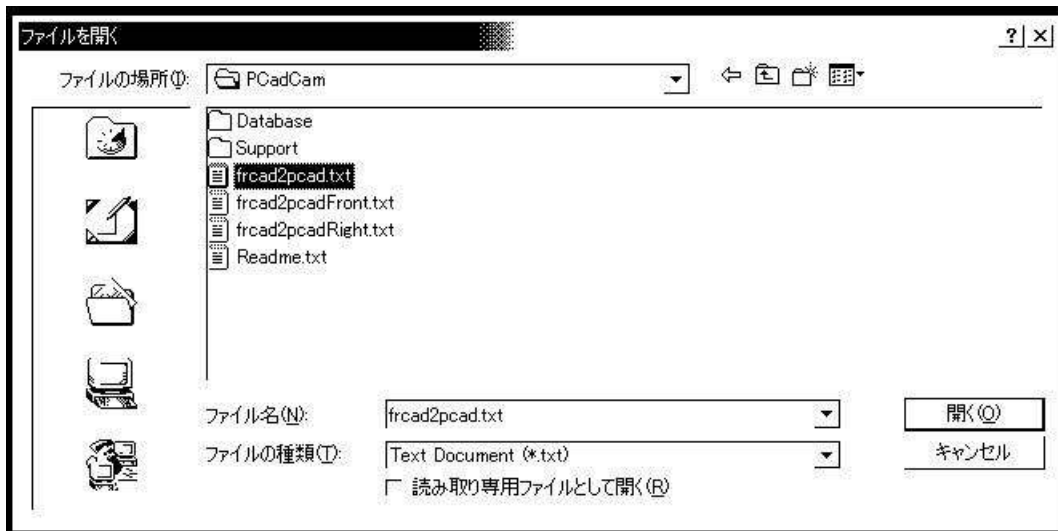 ファイルを開く
ファイルの場所(I): PCadCam
Database
Support
frcad2pcad.txt
frcad2pcadFront.txt
frcad2pcadRight.txt
Readme.txt
ファイル名(N): frcad2pcad.txt 開く(O)
ファイルの種類(T): Text Document (*.txt) キャンセル
読み取り専用ファイルとして開く(R)